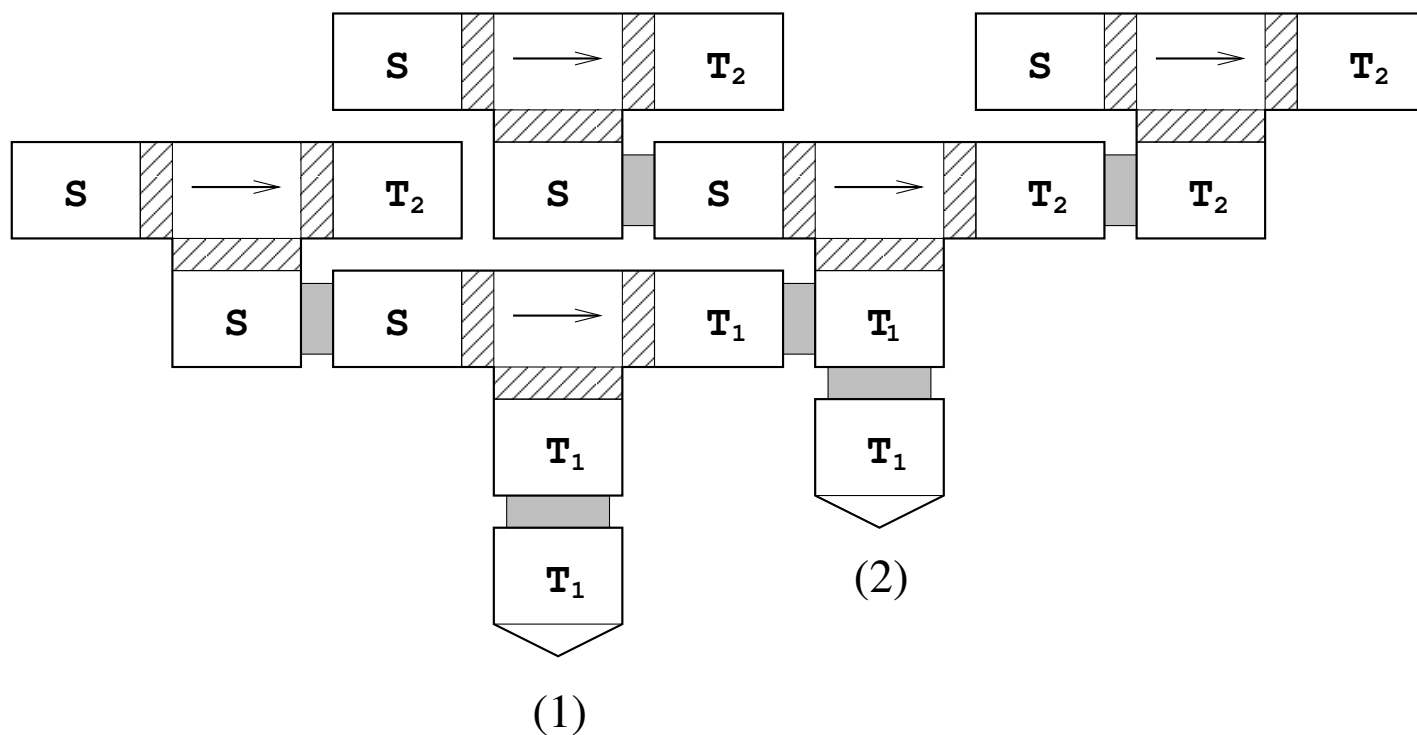 S → T₂ S → T₂
S → T₂ S S → T₂ T₂
S S → T₁ T₁
T₁ T₁
T₁
(2)
(1)